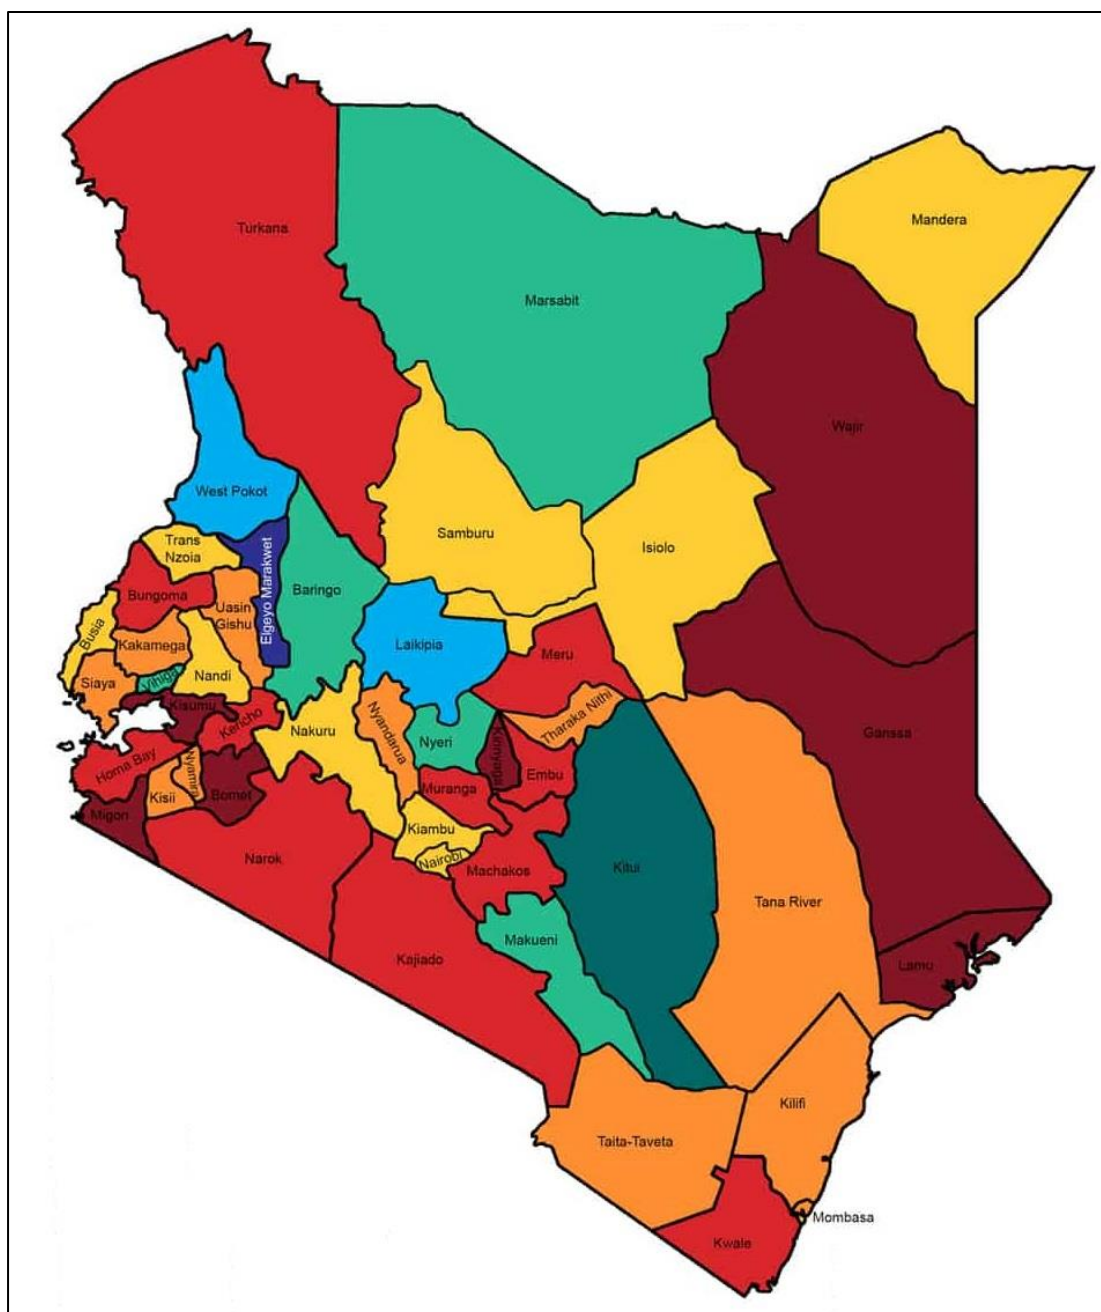 Mandera
Turkana
Marsabit
Wajir
West Pokot
Samburu
Trans
Nzoia
Isiolo
Elgeyo Marakwet
Baringo
Bungoma
Uasin
Gishu
Busia
Kakamega
Laikipia
Meru
Siaya
Vihiga
Nandi
Kisumu
Kericho
Nakuru
Nyandarua
Nyeri
Tharaka Nithi
Ganssa
Kirinyaga
Homa Bay
Nyamira
Embu
Muranga
Kisii
Bomet
Migori
Kiambu
Narok
Nairobi
Machakos
Kitui
Tana River
Makueni
Kajiado
Lamu
Kilifi
Taita-Taveta
Mombasa
Kwale